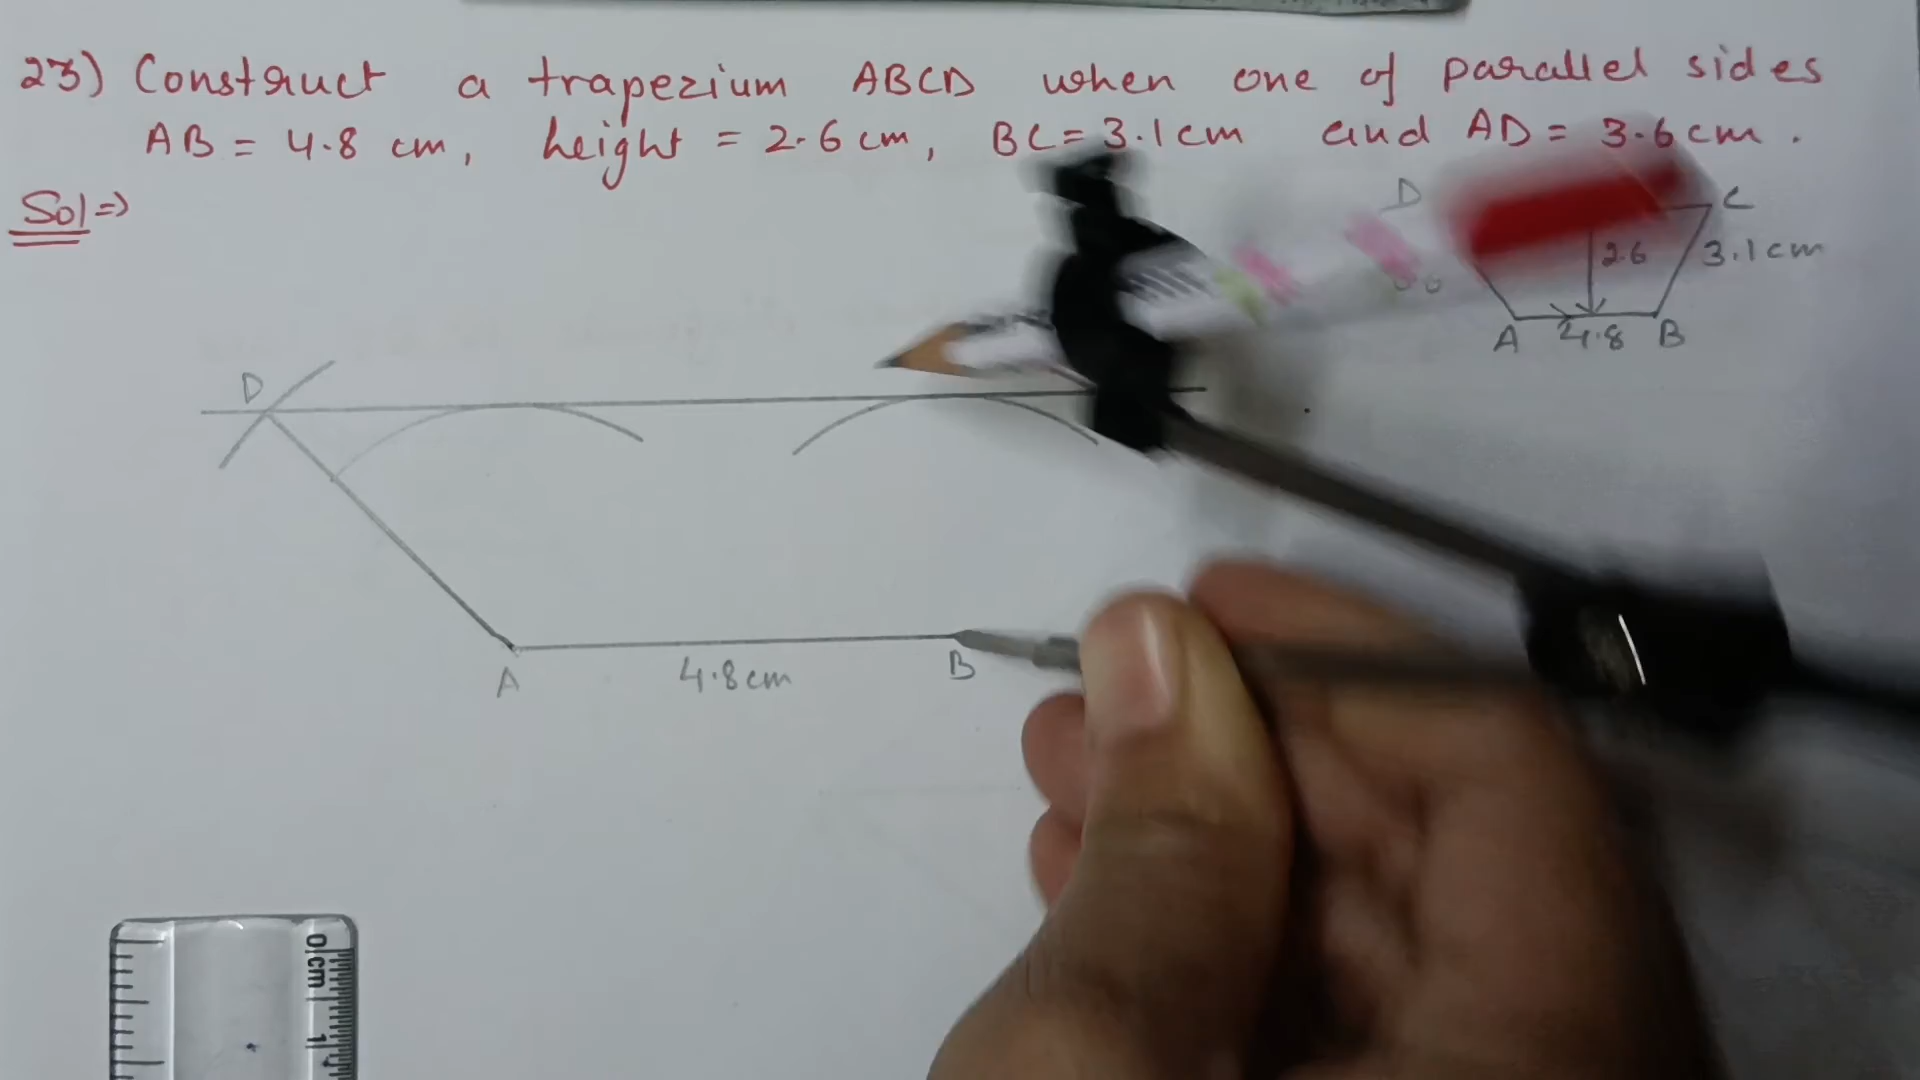 23) Construct a trapezium ABCD when one of parallel sides
AB = 4.8 cm, height = 2.6 cm, BC = 3.1 cm and AD = 3.6 cm.
Sol ⇒
D C
2.6 3.1 cm
A 4.8 B
D
A 4.8 cm B
0 cm
1